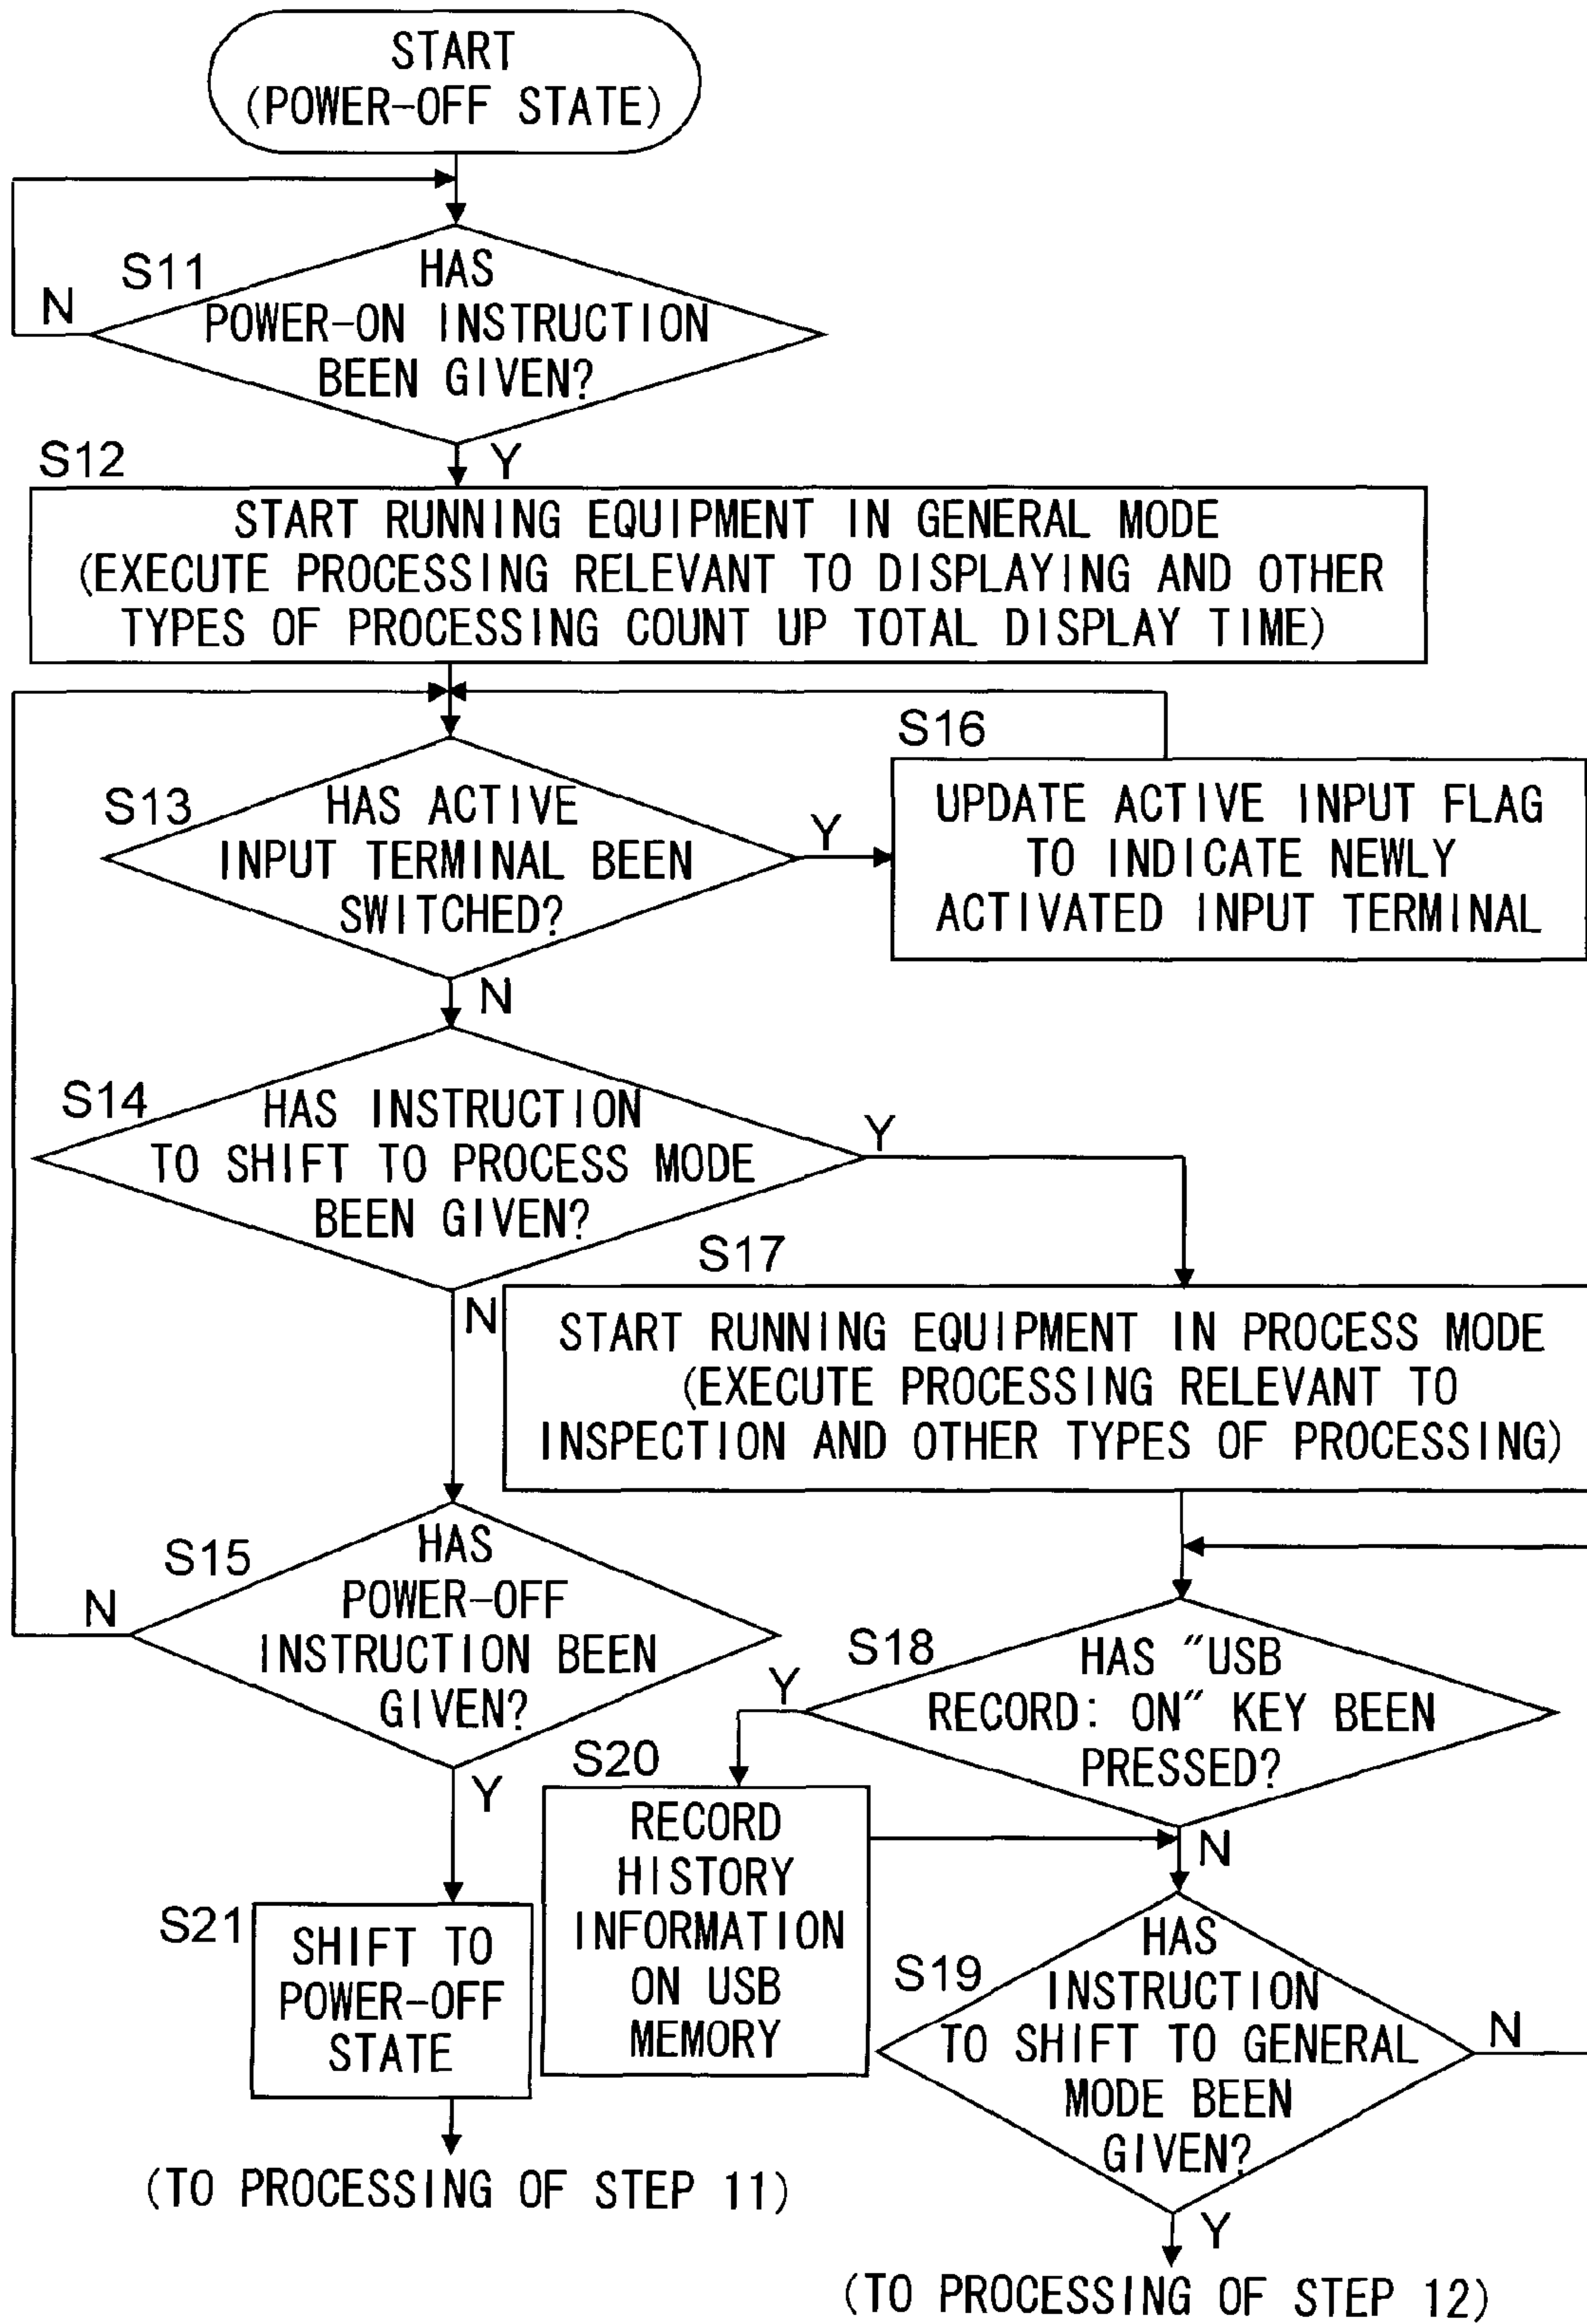 START
(POWER-OFF STATE)
S11
HAS
POWER-ON INSTRUCTION
BEEN GIVEN?
N
Y
S12
START RUNNING EQUIPMENT IN GENERAL MODE
(EXECUTE PROCESSING RELEVANT TO DISPLAYING AND OTHER
TYPES OF PROCESSING COUNT UP TOTAL DISPLAY TIME)
S13
HAS ACTIVE
INPUT TERMINAL BEEN
SWITCHED?
Y
N
S16
UPDATE ACTIVE INPUT FLAG
TO INDICATE NEWLY
ACTIVATED INPUT TERMINAL
S14
HAS INSTRUCTION
TO SHIFT TO PROCESS MODE
BEEN GIVEN?
Y
N
S17
START RUNNING EQUIPMENT IN PROCESS MODE
(EXECUTE PROCESSING RELEVANT TO
INSPECTION AND OTHER TYPES OF PROCESSING)
S15
HAS
POWER-OFF
INSTRUCTION BEEN
GIVEN?
N
Y
S18
HAS "USB
RECORD: ON" KEY BEEN
PRESSED?
Y
N
S20
RECORD
HISTORY
INFORMATION
ON USB
MEMORY
S21
SHIFT TO
POWER-OFF
STATE
(TO PROCESSING OF STEP 11)
S19
HAS
INSTRUCTION
TO SHIFT TO GENERAL
MODE BEEN
GIVEN?
N
Y
(TO PROCESSING OF STEP 12)